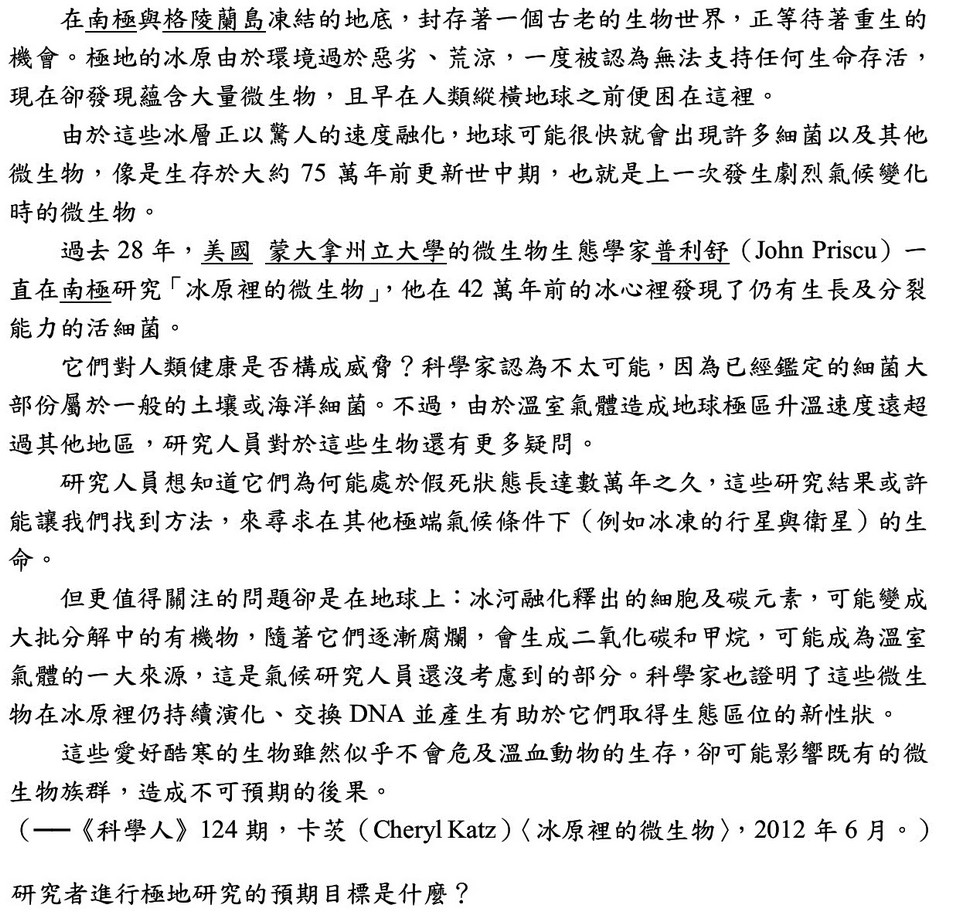 在南極與格陵蘭島凍結的地底，封存著一個古老的生物世界，正等待著重生的
機會。極地的冰原由於環境過於惡劣、荒涼，一度被認為無法支持任何生命存活，
現在卻發現蘊含大量微生物，且早在人類縱橫地球之前便困在這裡。
由於這些冰層正以驚人的速度融化，地球可能很快就會出現許多細菌以及其他
微生物，像是生存於大約 75 萬年前更新世中期，也就是上一次發生劇烈氣候變化
時的微生物。
過去 28 年，美國 蒙大拿州立大學的微生物生態學家普利舒（John Priscu）一
直在南極研究「冰原裡的微生物」，他在 42 萬年前的冰心裡發現了仍有生長及分裂
能力的活細菌。
它們對人類健康是否構成威脅？科學家認為不太可能，因為已經鑑定的細菌大
部份屬於一般的土壤或海洋細菌。不過，由於溫室氣體造成地球極區升溫速度遠超
過其他地區，研究人員對於這些生物還有更多疑問。
研究人員想知道它們為何能處於假死狀態長達數萬年之久，這些研究結果或許
能讓我們找到方法，來尋求在其他極端氣候條件下（例如冰凍的行星與衛星）的生
命。
但更值得關注的問題卻是在地球上：冰河融化釋出的細胞及碳元素，可能變成
大批分解中的有機物，隨著它們逐漸腐爛，會生成二氧化碳和甲烷，可能成為溫室
氣體的一大來源，這是氣候研究人員還沒考慮到的部分。科學家也證明了這些微生
物在冰原裡仍持續演化、交換 DNA 並產生有助於它們取得生態區位的新性狀。
這些愛好酷寒的生物雖然似乎不會危及溫血動物的生存，卻可能影響既有的微
生物族群，造成不可預期的後果。
（──《科學人》124 期，卡茨（Cheryl Katz）〈冰原裡的微生物〉，2012 年 6 月。）
研究者進行極地研究的預期目標是什麼？